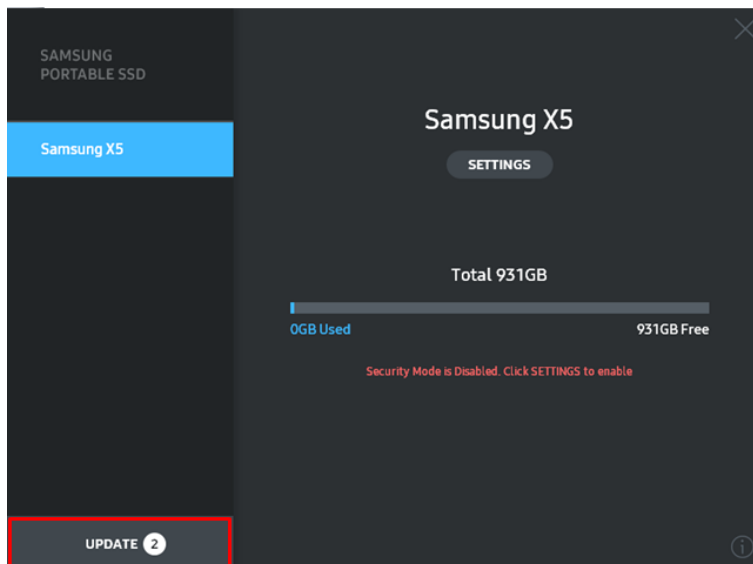 SAMSUNG
PORTABLE SSD
Samsung X5
Samsung X5
SETTINGS
Total 931GB
0GB Used
931GB Free
Security Mode is Disabled. Click SETTINGS to enable
UPDATE 2